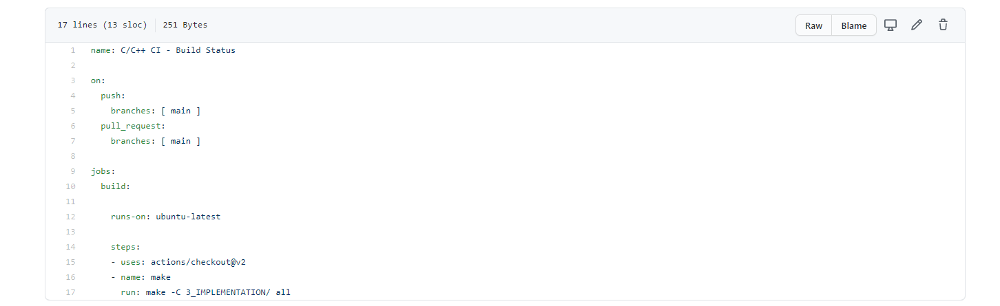 17 lines (13 sloc) 251 Bytes Raw Blame
1 name: C/C++ CI - Build Status
2
3 on:
4   push:
5     branches: [ main ]
6   pull_request:
7     branches: [ main ]
8
9 jobs:
10   build:
11
12     runs-on: ubuntu-latest
13
14     steps:
15     - uses: actions/checkout@v2
16     - name: make
17       run: make -C 3_IMPLEMENTATION/ all